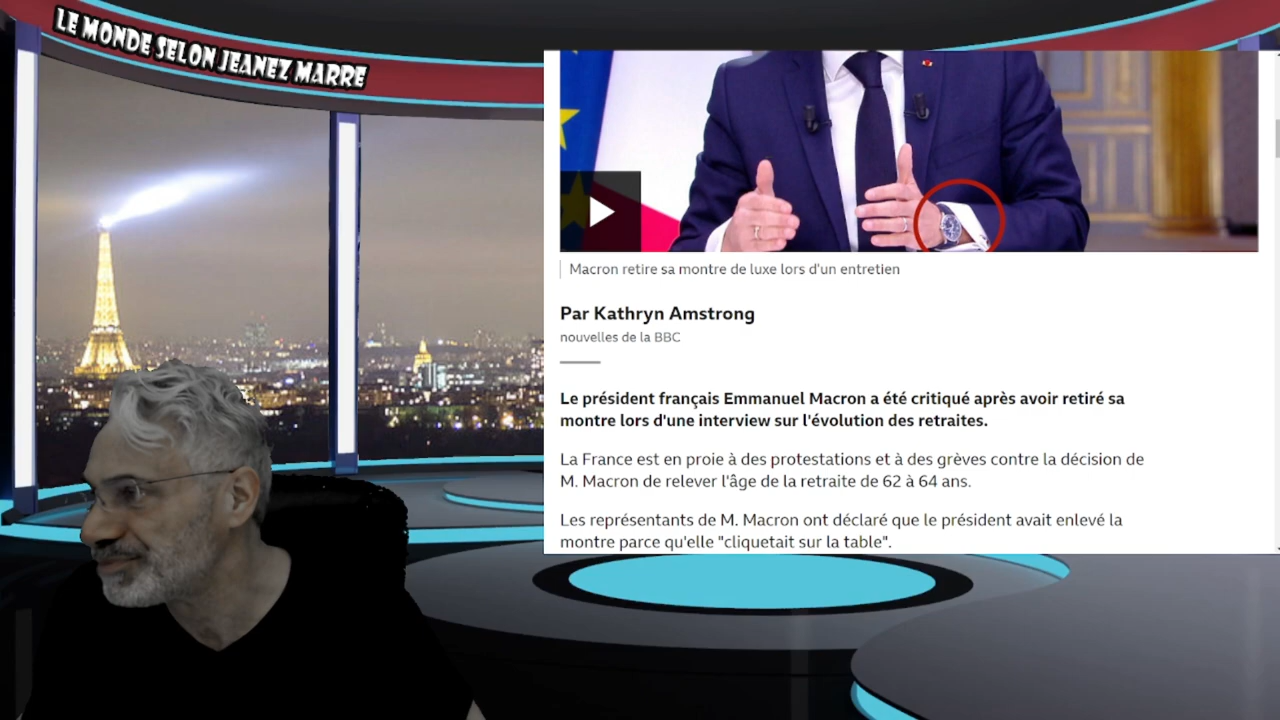 LE MONDE SELON JEANEZ MARRE
Macron retire sa montre de luxe lors d'un entretien
Par Kathryn Amstrong
nouvelles de la BBC
Le président français Emmanuel Macron a été critiqué après avoir retiré sa
montre lors d'une interview sur l'évolution des retraites.
La France est en proie à des protestations et à des grèves contre la décision de
M. Macron de relever l'âge de la retraite de 62 à 64 ans.
Les représentants de M. Macron ont déclaré que le président avait enlevé la
montre parce qu'elle "cliquetait sur la table".